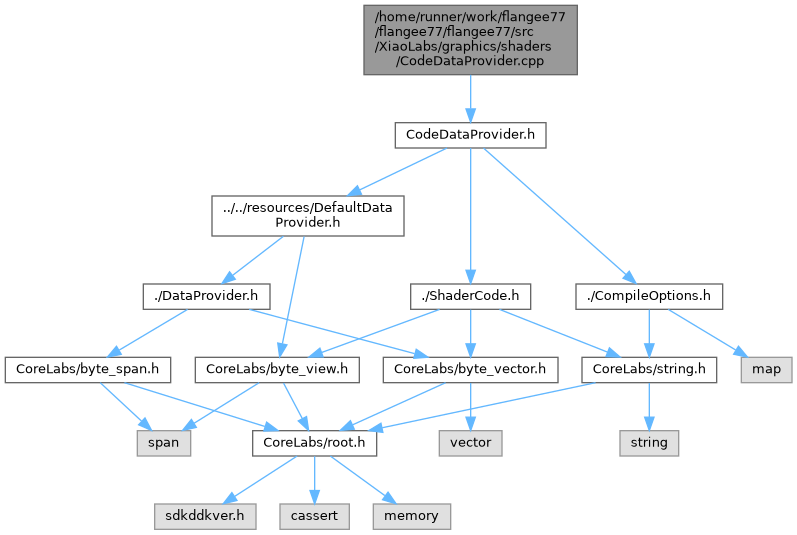 /home/runner/work/flangee77
/flangee77/flangee77/src
/XiaoLabs/graphics/shaders
/CodeDataProvider.cpp
CodeDataProvider.h
../../resources/DefaultData
Provider.h
./DataProvider.h
./ShaderCode.h
./CompileOptions.h
CoreLabs/byte_span.h
CoreLabs/byte_view.h
CoreLabs/byte_vector.h
CoreLabs/string.h
map
span
CoreLabs/root.h
vector
string
sdkddkver.h
cassert
memory